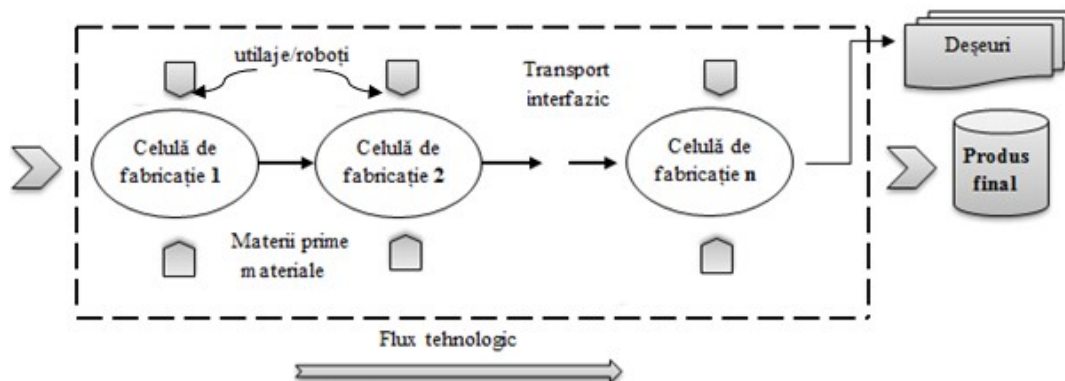 utilaje/roboți
Transport
interfazic
Deșeuri
Celulă de
fabricație 1
Celulă de
fabricație 2
Celulă de
fabricație n
Produs
final
Materii prime
materiale
Flux tehnologic